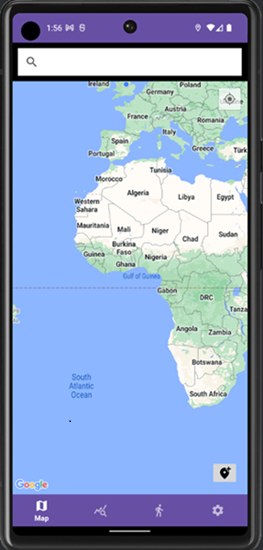 1:56
Ireland
Poland
Germany
France
Austria
Romania
Italy
Spain
Portugal
Greece
Türk
Tunisia
Morocco
Algeria
Libya
Egypt
Western
Sahara
Mauritania
Mali
Niger
Chad
Sudan
Burkina
Faso
Guinea
Ghana
Nigeria
Gulf of Guinea
Gabon
DRC
Tanza
Angola
Zambia
Botswana
South
Atlantic
Ocean
South Africa
Google
Map